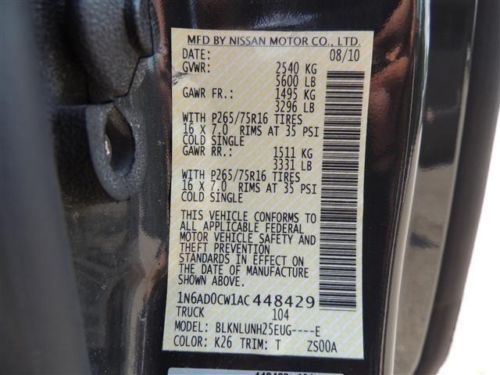 MFD BY NISSAN MOTOR CO., LTD.
DATE: 08/10
GVWR: 2540 KG
5600 LB
GAWR FR.: 1495 KG
3296 LB
WITH P265/75R16 TIRES
16 X 7.0 RIMS AT 35 PSI
COLD SINGLE
GAWR RR.: 1511 KG
3331 LB
WITH P265/75R16 TIRES
16 X 7.0 RIMS AT 35 PSI
COLD SINGLE
THIS VEHICLE CONFORMS TO
ALL APPLICABLE FEDERAL
MOTOR VEHICLE SAFETY AND
THEFT PREVENTION
STANDARDS IN EFFECT ON
THE DATE OF MANUFACTURE
SHOWN ABOVE.
1N6AD0CW1AC 448429
TRUCK 104
MODEL: BLKNLUNH25EUG----E
COLOR: K26 TRIM: T ZS00A